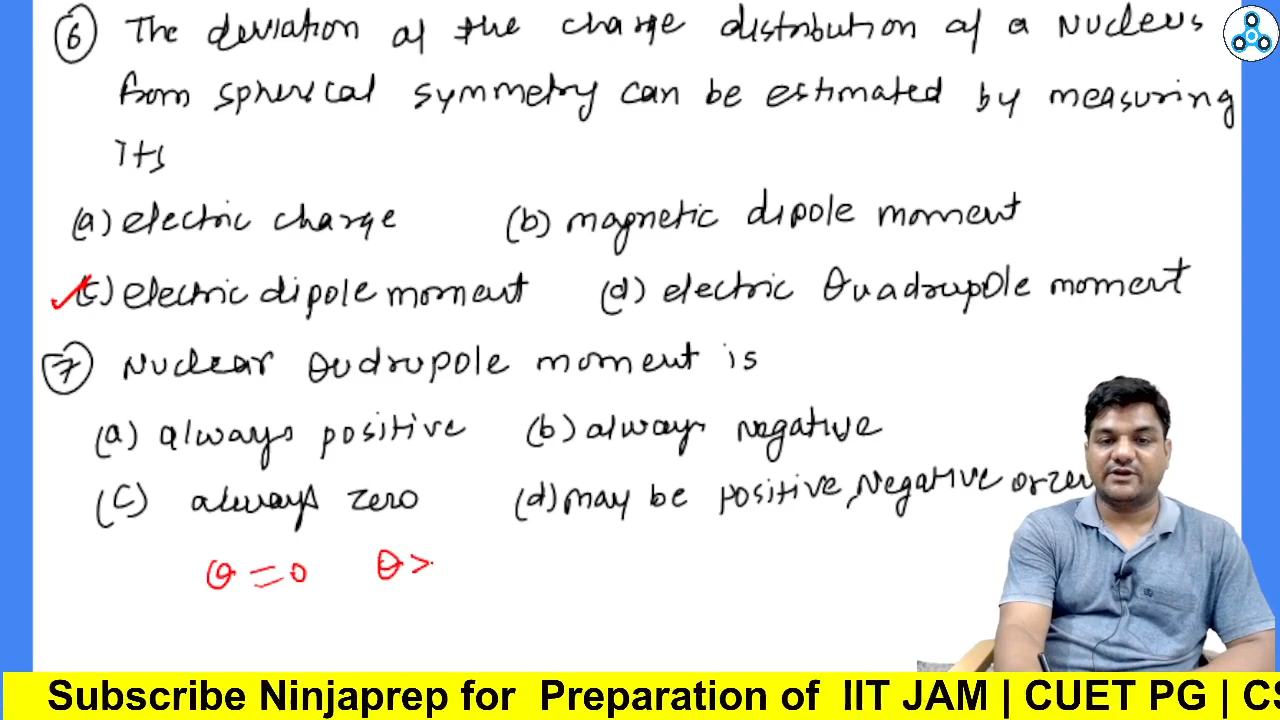 6 The deviation of the charge distribution of a Nucleus
from spherical symmetry can be estimated by measuring
its
(a) electric charge (b) magnetic dipole moment
(c) electric dipole moment (d) electric Quadrupole moment
7 Nuclear Qudrupole moment is
(a) always positive (b) always Negative
(c) always zero (d) may be positive, Negative or zer
Q = 0 Q >
Subscribe Ninjaprep for Preparation of IIT JAM | CUET PG | CS